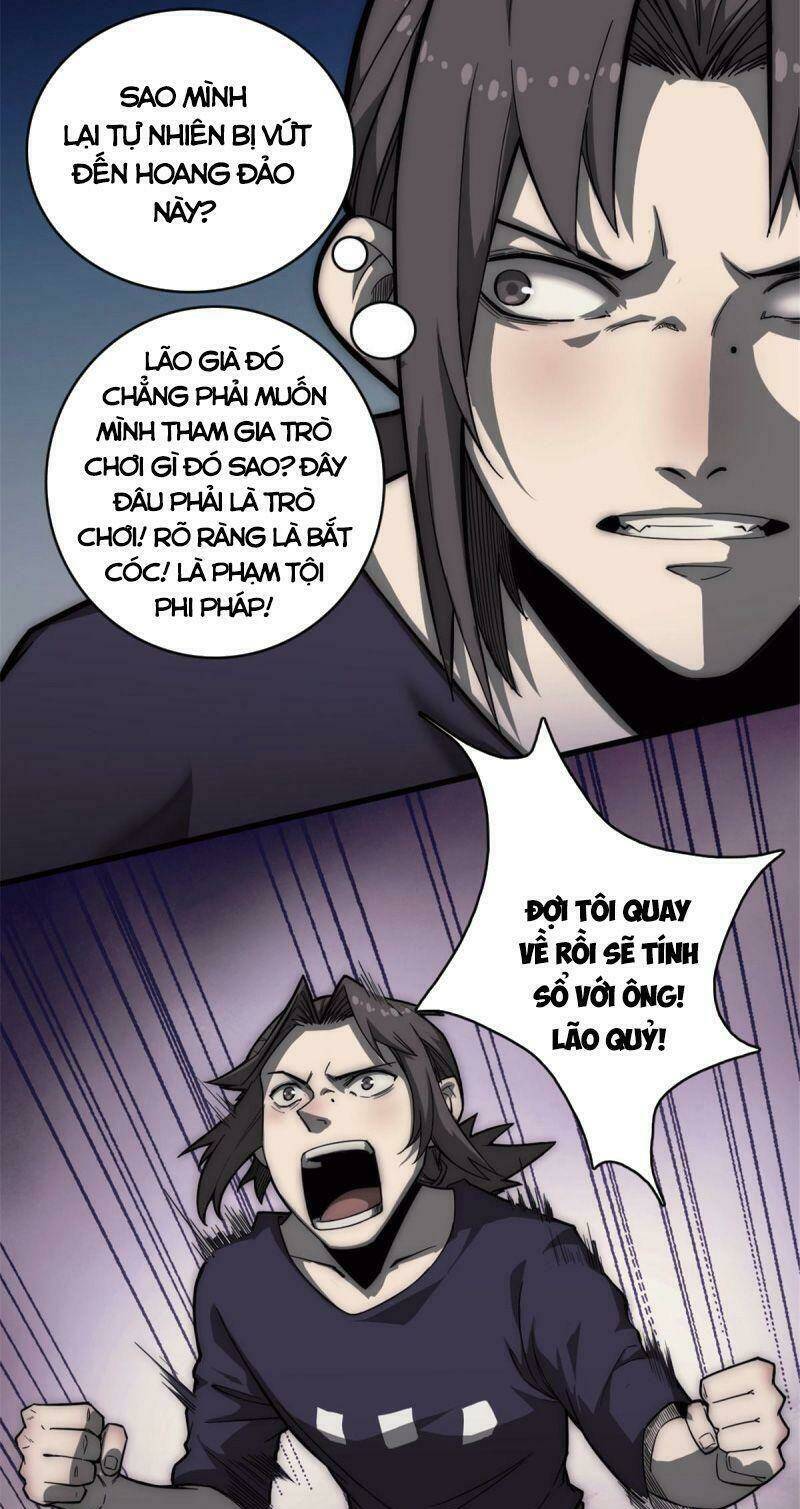 SAO MÌNH
LẠI TỰ NHIÊN BỊ VỨT
ĐẾN HOANG ĐẢO
NÀY?
LÃO GIÀ ĐÓ
CHẲNG PHẢI MUỐN
MÌNH THAM GIA TRÒ
CHƠI GÌ ĐÓ SAO? ĐÂY
ĐÂU PHẢI LÀ TRÒ
CHƠI! RÕ RÀNG LÀ BẮT
CÓC! LÀ PHẠM TỘI
PHI PHÁP!
ĐỢI TÔI QUAY
VỀ RỒI SẼ TÍNH
SỔ VỚI ÔNG!
LÃO QUỶ!